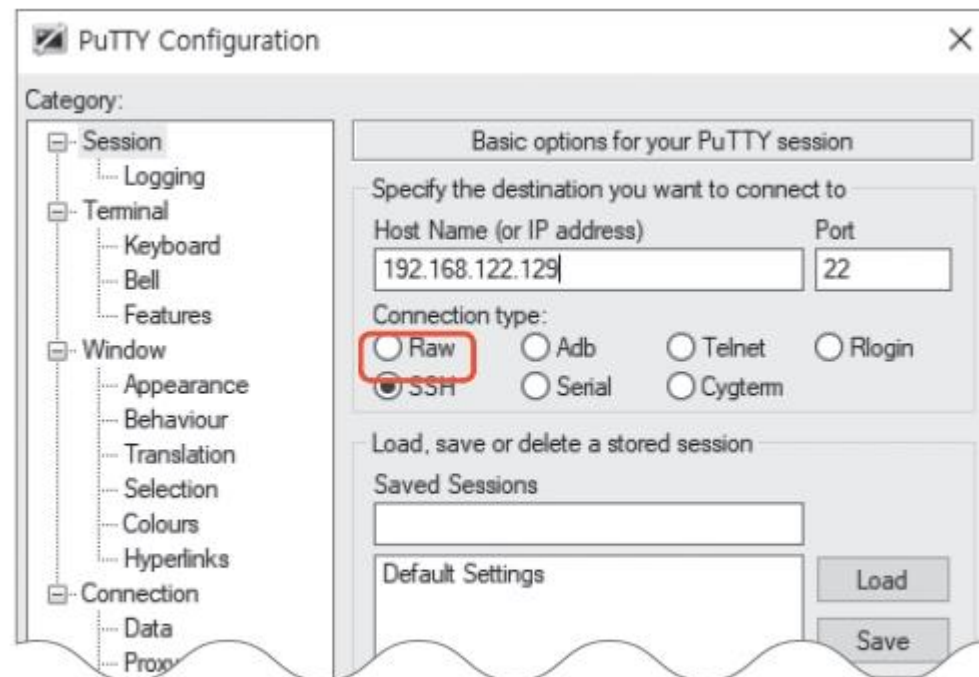 PuTTY Configuration
Category:
Session
Logging
Terminal
Keyboard
Bell
Features
Window
Appearance
Behaviour
Translation
Selection
Colours
Hyperlinks
Connection
Data
Proxy
Basic options for your PuTTY session
Specify the destination you want to connect to
Host Name (or IP address) Port
192.168.122.129 22
Connection type:
Raw Adb Telnet Rlogin
SSH Serial Cygterm
Load, save or delete a stored session
Saved Sessions
Default Settings
Load
Save